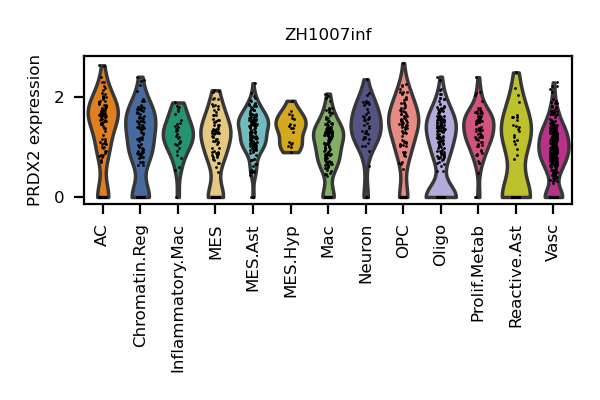 ZH1007inf
PRDX2 expression
2
0
AC
Chromatin.Reg
Inflammatory.Mac
MES
MES.Ast
MES.Hyp
Mac
Neuron
OPC
Oligo
Prolif.Metab
Reactive.Ast
Vasc